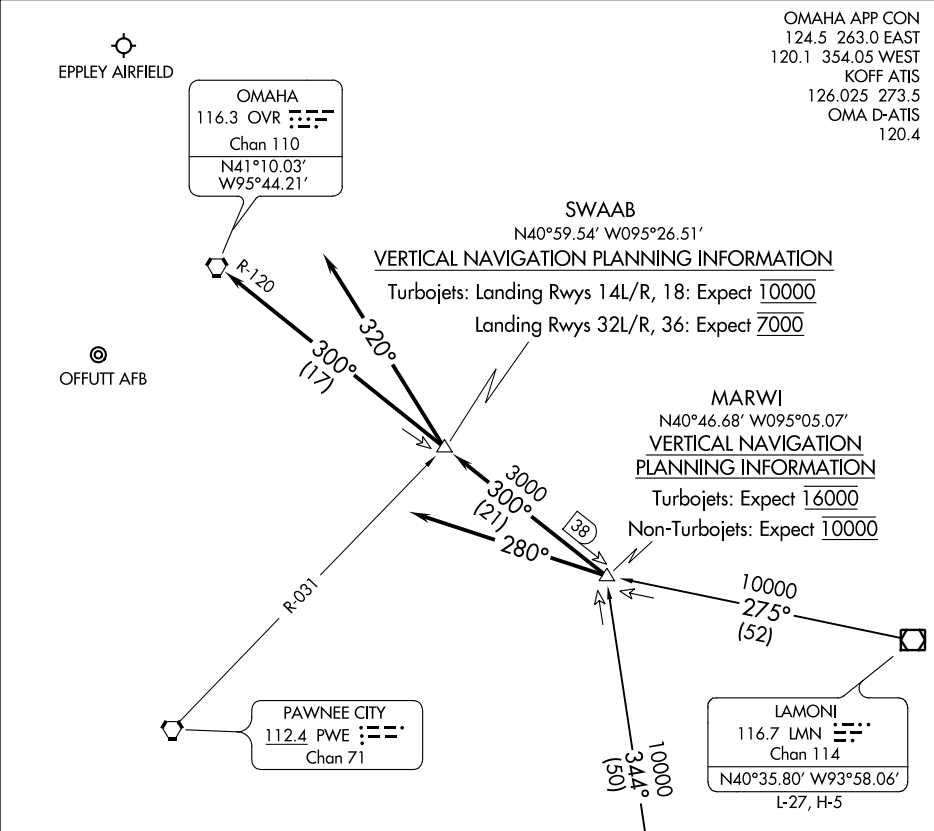 OMAHA APP CON
124.5 263.0 EAST
120.1 354.05 WEST
KOFF ATIS
126.025 273.5
OMA D-ATIS
120.4
EPPLEY AIRFIELD
OMAHA
116.3 OVR
Chan 110
N41°10.03'
W95°44.21'
SWAAB
N40°59.54' W095°26.51'
VERTICAL NAVIGATION PLANNING INFORMATION
Turbojets: Landing Rwys 14L/R, 18: Expect 10000
Landing Rwys 32L/R, 36: Expect 7000
R-120
320°
300°
(17)
OFFUTT AFB
MARWI
N40°46.68' W095°05.07'
VERTICAL NAVIGATION
PLANNING INFORMATION
Turbojets: Expect 16000
Non-Turbojets: Expect 10000
3000
300°
(21)
38
280°
R-031
10000
275°
(52)
PAWNEE CITY
112.4 PWE
Chan 71
10000
344°
(50)
LAMONI
116.7 LMN
Chan 114
N40°35.80' W93°58.06'
L-27, H-5